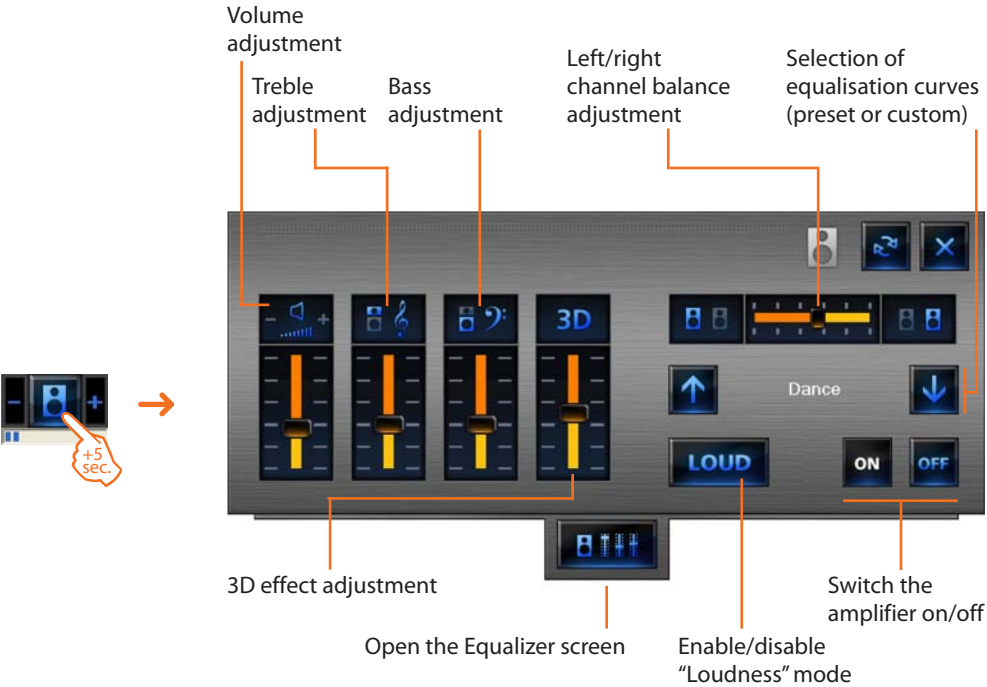 Volume
adjustment
Treble
adjustment
Bass
adjustment
Left/right
channel balance
adjustment
Selection of
equalisation curves
(preset or custom)
- +
3D
Dance
- +
+5
sec.
LOUD
ON
OFF
3D effect adjustment
Switch the
amplifier on/off
Open the Equalizer screen
Enable/disable
“Loudness” mode